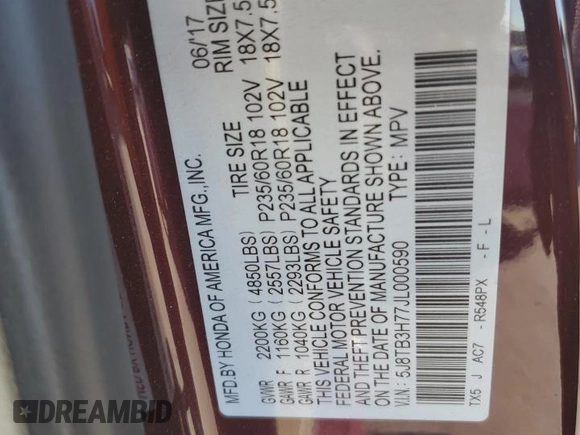 MFD.BY HONDA OF AMERICA MFG.,INC. 06/'17
TIRE SIZE RIM SIZE
GVWR 2200KG ( 4850LBS)
GAWR F 1160KG ( 2557LBS) P235/60R18 102V 18X7.5
GAWR R 1040KG ( 2293LBS) P235/60R18 102V 18X7.5
THIS VEHICLE CONFORMS TO ALL APPLICABLE
FEDERAL MOTOR VEHICLE SAFETY
AND THEFT PREVENTION STANDARDS IN EFFECT
ON THE DATE OF MANUFACTURE SHOWN ABOVE.
V.I.N.: 5J8TB3H77JL000590 TYPE: MPV
TX5 J AC7 -R548PX -F-L
DREAMBID